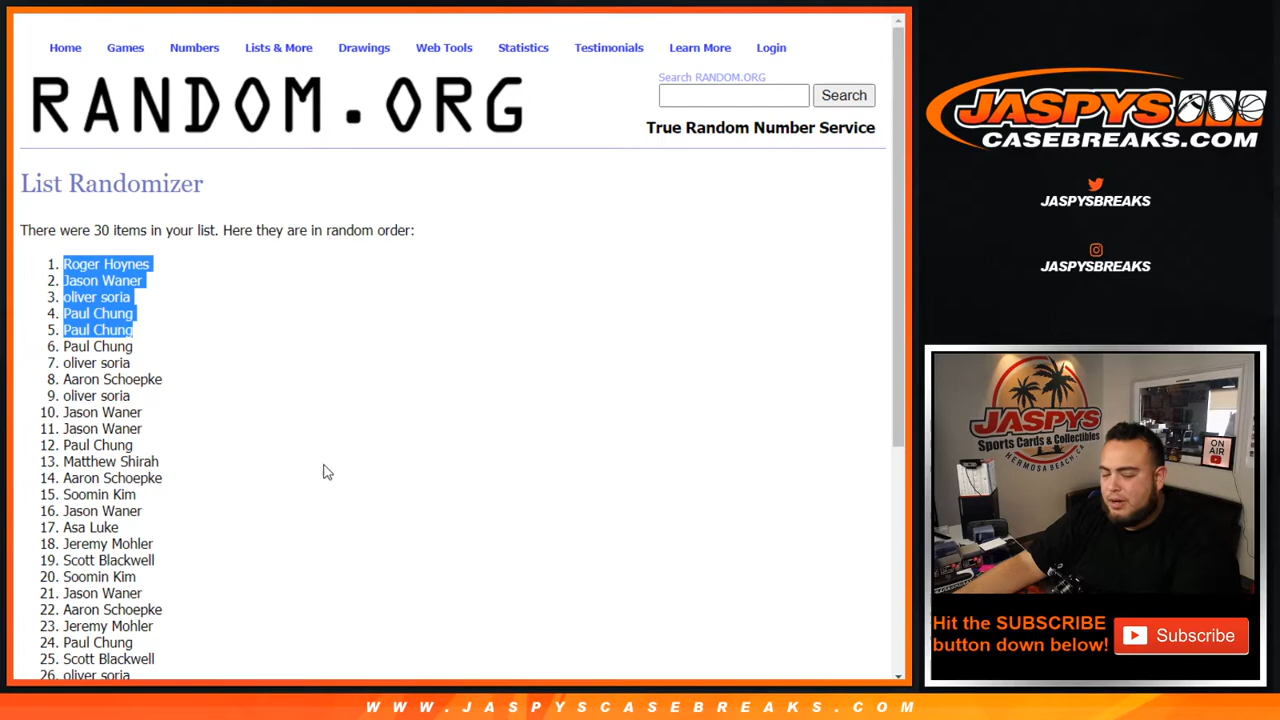 Home Games Numbers Lists & More Drawings Web Tools Statistics Testimonials Learn More Login
RANDOM.ORG
Search RANDOM.ORG
Search
True Random Number Service
List Randomizer
There were 30 items in your list. Here they are in random order:
1. Roger Hoynes
2. Jason Waner
3. oliver soria
4. Paul Chung
5. Paul Chung
6. Paul Chung
7. oliver soria
8. Aaron Schoepke
9. oliver soria
10. Jason Waner
11. Jason Waner
12. Paul Chung
13. Matthew Shirah
14. Aaron Schoepke
15. Soomin Kim
16. Jason Waner
17. Asa Luke
18. Jeremy Mohler
19. Scott Blackwell
20. Soomin Kim
21. Jason Waner
22. Aaron Schoepke
23. Jeremy Mohler
24. Paul Chung
25. Scott Blackwell
26. oliver soria
JASPYS
CASEBREAKS.COM
JASPYSBREAKS
JASPYSBREAKS
JASPYS
Sports Cards & Collectibles
HERMOSA BEACH, CA
ON
AIR
Hit the SUBSCRIBE
button down below!
Subscribe
WWW.JASPYSCASEBREAKS.COM